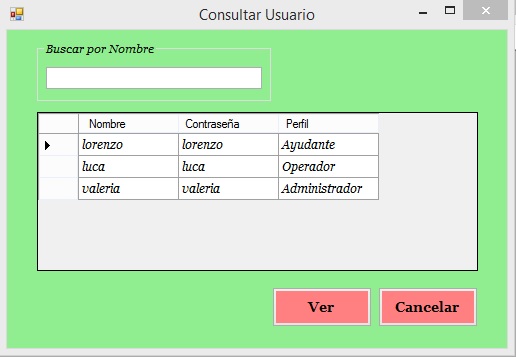 Consultar Usuario
Buscar por Nombre
Nombre Contraseña Perfil
lorenzo lorenzo Ayudante
luca luca Operador
valeria valeria Administrador
Ver Cancelar